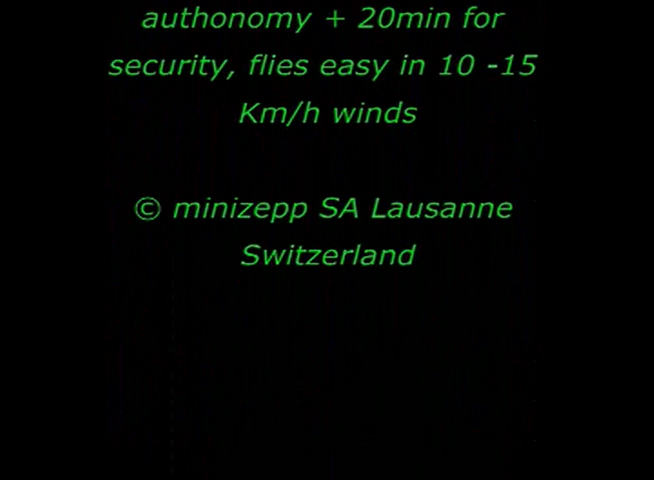 authonomy + 20min for
security, flies easy in 10 -15
Km/h winds
© minizepp SA Lausanne
Switzerland